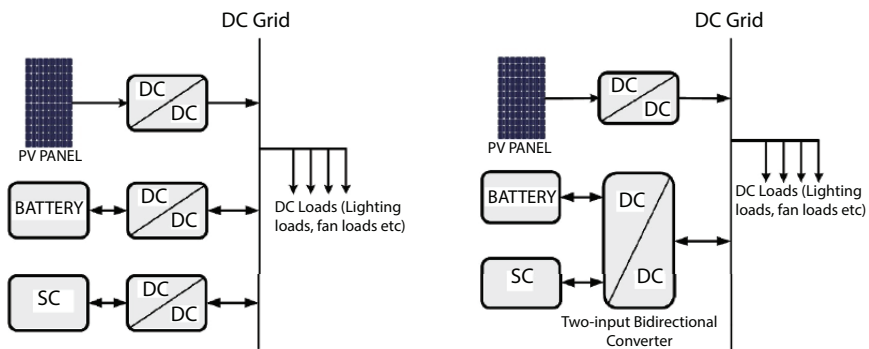 DC Grid
DC
DC
PV PANEL
BATTERY
DC
DC
DC Loads (Lighting
loads, fan loads etc)
SC
DC
DC
DC Grid
DC
DC
PV PANEL
DC Loads (Lighting
loads, fan loads etc)
BATTERY
DC
SC
DC
Two-input Bidirectional
Converter